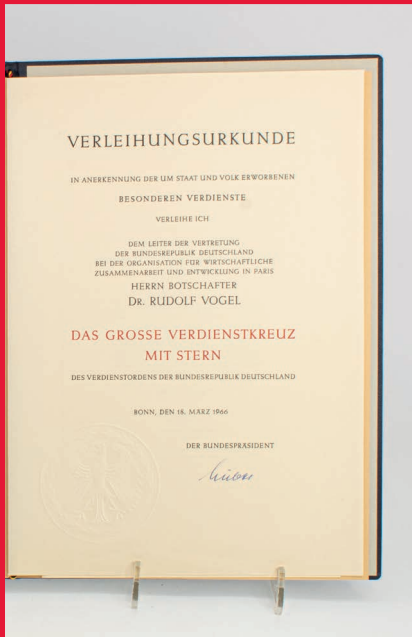 VERLEIHUNGSURKUNDE
IN ANERKENNUNG DER UM STAAT UND VOLK ERWORBENEN
BESONDEREN VERDIENSTE
VERLEIHE ICH
DEM LEITER DER VERTRETUNG
DER BUNDESREPUBLIK DEUTSCHLAND
BEI DER ORGANISATION FÜR WIRTSCHAFTLICHE
ZUSAMMENARBEIT UND ENTWICKLUNG IN PARIS
HERRN BOTSCHAFTER
DR. RUDOLF VOGEL
DAS GROSSE VERDIENSTKREUZ
MIT STERN
DES VERDIENSTORDENS DER BUNDESREPUBLIK DEUTSCHLAND
BONN, DEN 18. MÄRZ 1966
DER BUNDESPRÄSIDENT